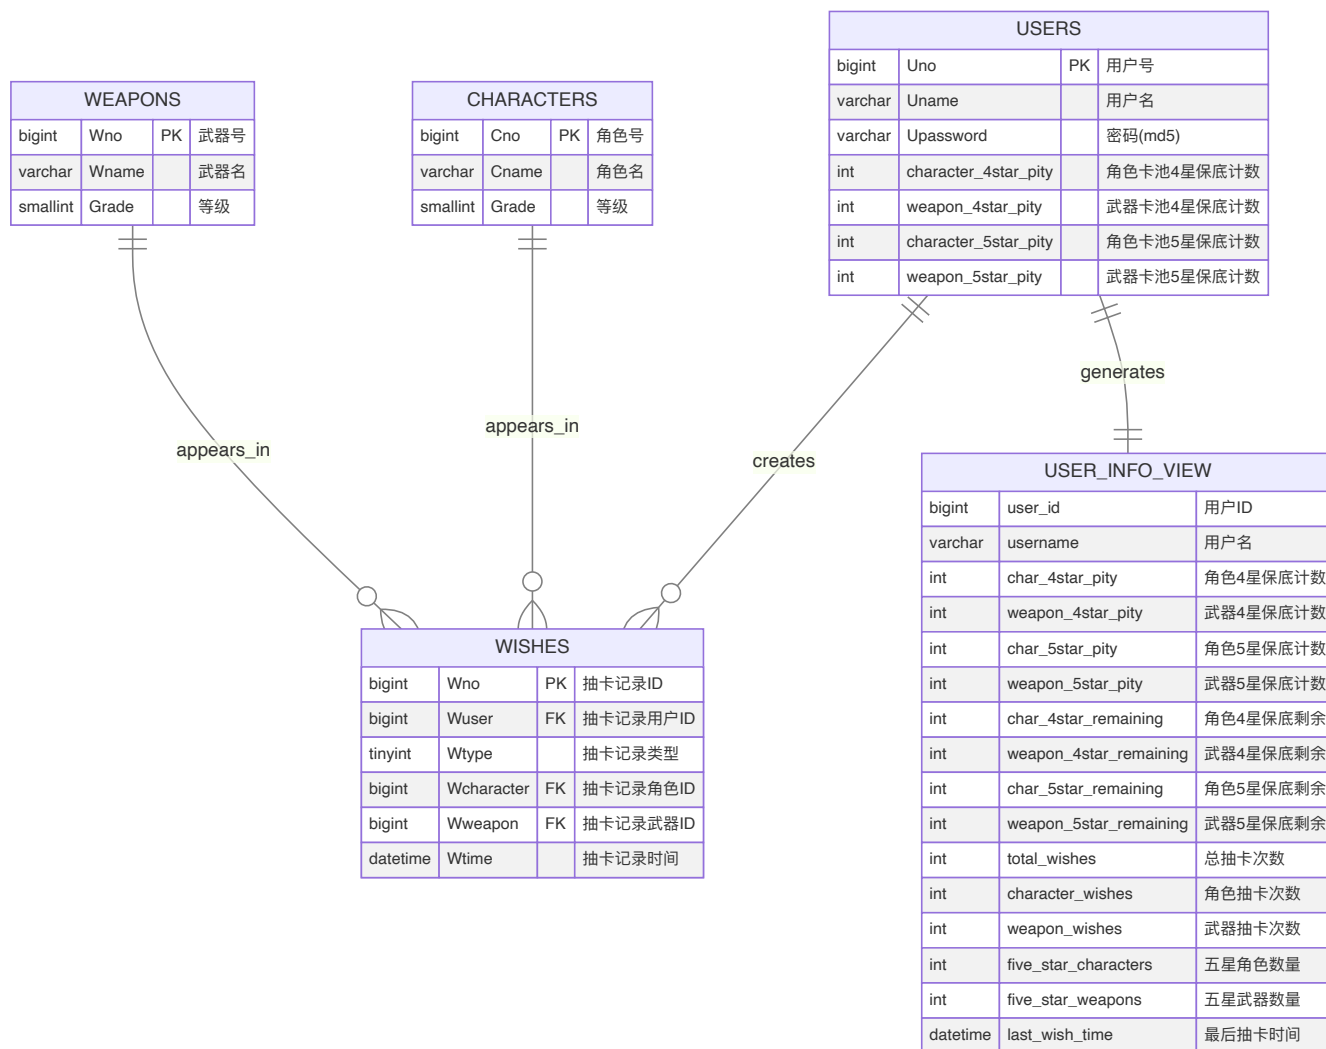 WEAPONS
bigint Wno PK 武器号
varchar Wname 武器名
smallint Grade 等级
CHARACTERS
bigint Cno PK 角色号
varchar Cname 角色名
smallint Grade 等级
USERS
bigint Uno PK 用户号
varchar Uname 用户名
varchar Upassword 密码(md5)
int character_4star_pity 角色卡池4星保底计数
int weapon_4star_pity 武器卡池4星保底计数
int character_5star_pity 角色卡池5星保底计数
int weapon_5star_pity 武器卡池5星保底计数
appears_in
appears_in
creates
generates
WISHES
bigint Wno PK 抽卡记录ID
bigint Wuser FK 抽卡记录用户ID
tinyint Wtype 抽卡记录类型
bigint Wcharacter FK 抽卡记录角色ID
bigint Wweapon FK 抽卡记录武器ID
datetime Wtime 抽卡记录时间
USER_INFO_VIEW
bigint user_id 用户ID
varchar username 用户名
int char_4star_pity 角色4星保底计数
int weapon_4star_pity 武器4星保底计数
int char_5star_pity 角色5星保底计数
int weapon_5star_pity 武器5星保底计数
int char_4star_remaining 角色4星保底剩余
int weapon_4star_remaining 武器4星保底剩余
int char_5star_remaining 角色5星保底剩余
int weapon_5star_remaining 武器5星保底剩余
int total_wishes 总抽卡次数
int character_wishes 角色抽卡次数
int weapon_wishes 武器抽卡次数
int five_star_characters 五星角色数量
int five_star_weapons 五星武器数量
datetime last_wish_time 最后抽卡时间